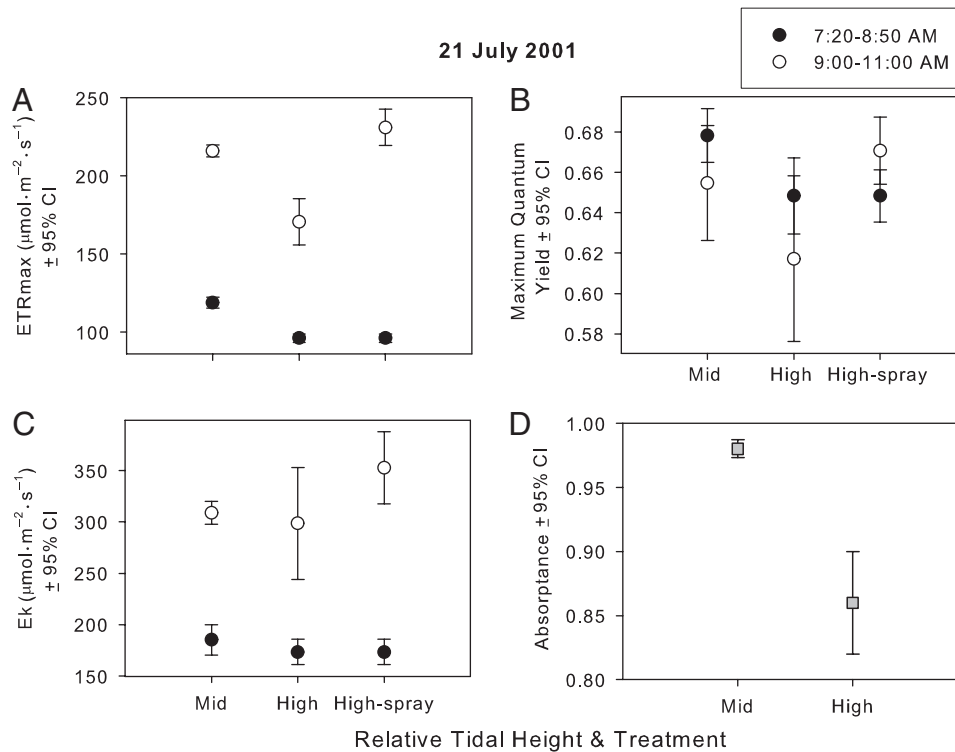 21 July 2001
7:20-8:50 AM
9:00-11:00 AM
A
ETRmax (μmol·m⁻²·s⁻¹)
± 95% CI
250
200
150
100
B
Maximum Quantum
Yield ± 95% CI
0.68
0.66
0.64
0.62
0.60
0.58
Mid High High-spray
C
Ek (μmol·m⁻²·s⁻¹)
± 95% CI
350
300
250
200
150
Mid High High-spray
D
Absorptance ± 95% CI
1.00
0.95
0.90
0.85
0.80
Mid High
Relative Tidal Height & Treatment